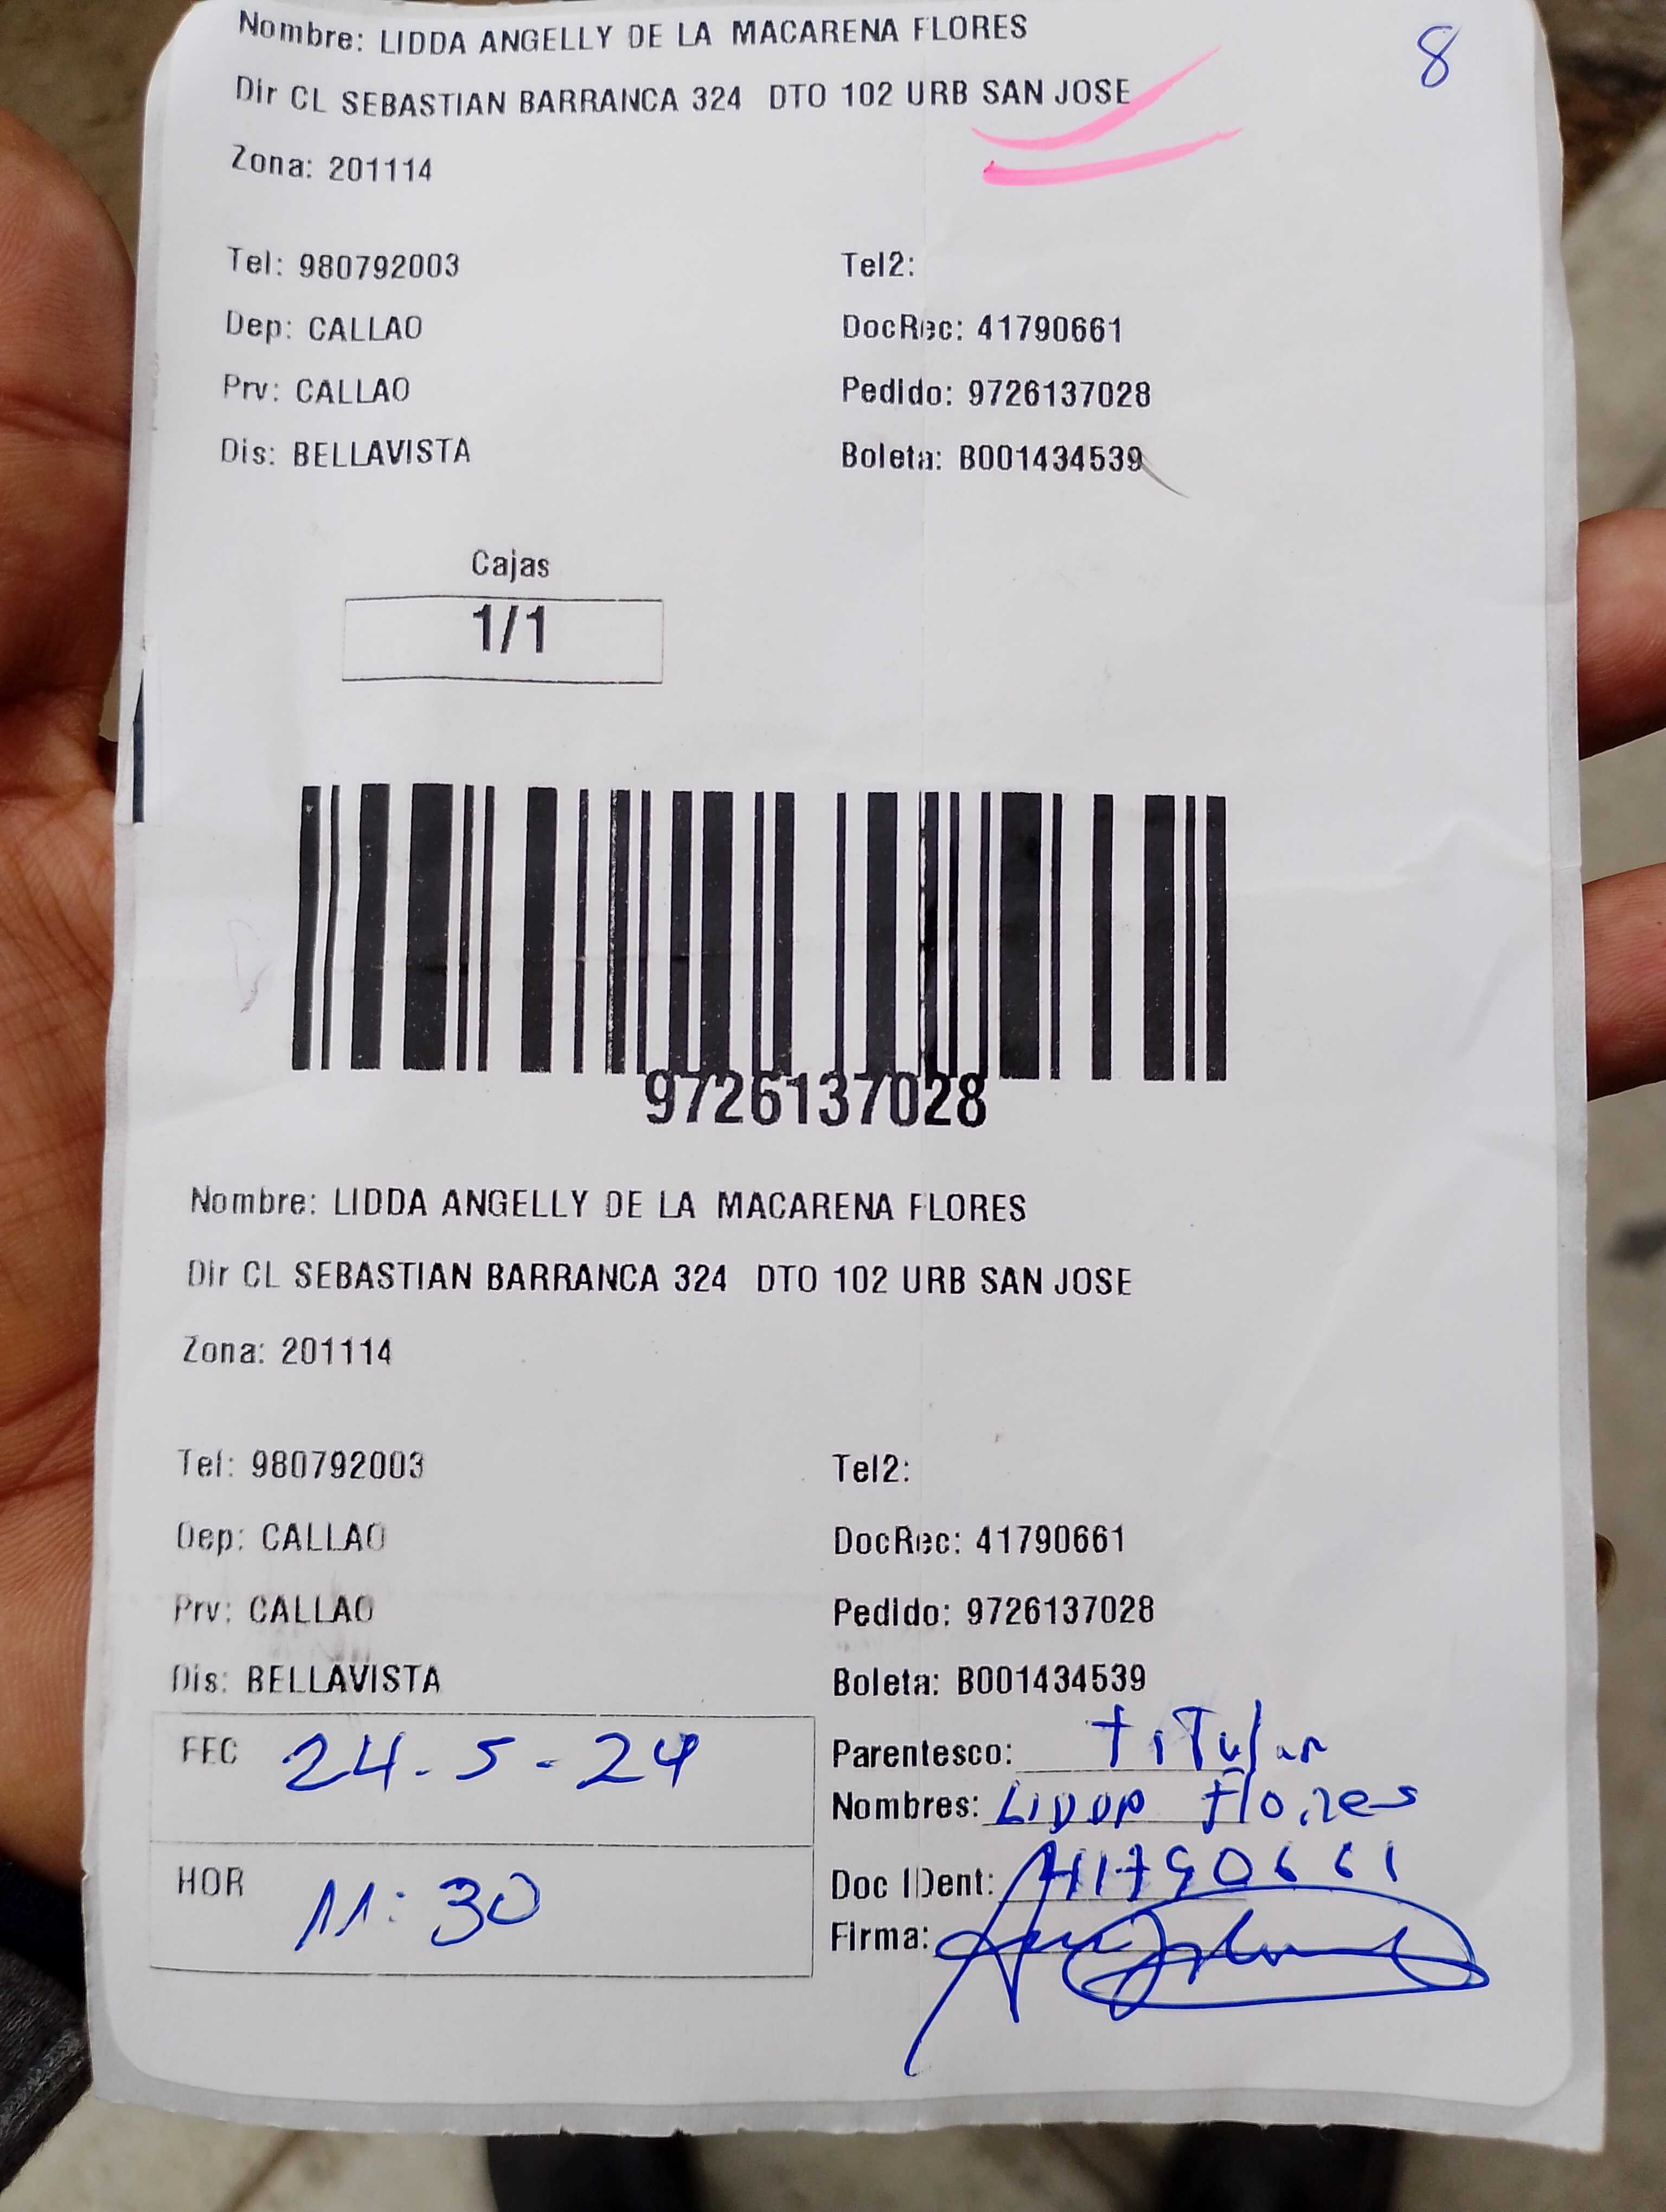 8
Nombre: LIDDA ANGELLY DE LA MACARENA FLORES
Dir CL SEBASTIAN BARRANCA 324 DTO 102 URB SAN JOSE
Zona: 201114
Tel: 980792003 Tel2:
Dep: CALLAO DocRec: 41790661
Prv: CALLAO Pedido: 9726137028
Dis: BELLAVISTA Boleta: B001434539
Cajas
1/1
9726137028
Nombre: LIDDA ANGELLY DE LA MACARENA FLORES
Dir CL SEBASTIAN BARRANCA 324 DTO 102 URB SAN JOSE
Zona: 201114
Tel: 980792003 Tel2:
Dep: CALLAO DocRec: 41790661
Prv: CALLAO Pedido: 9726137028
Dis: BELLAVISTA Boleta: B001434539
FEC 24-5-24 Parentesco: Titular
Nombres: Lidda Flores
HOR 11:30 Doc IDent: 41790661
Firma: